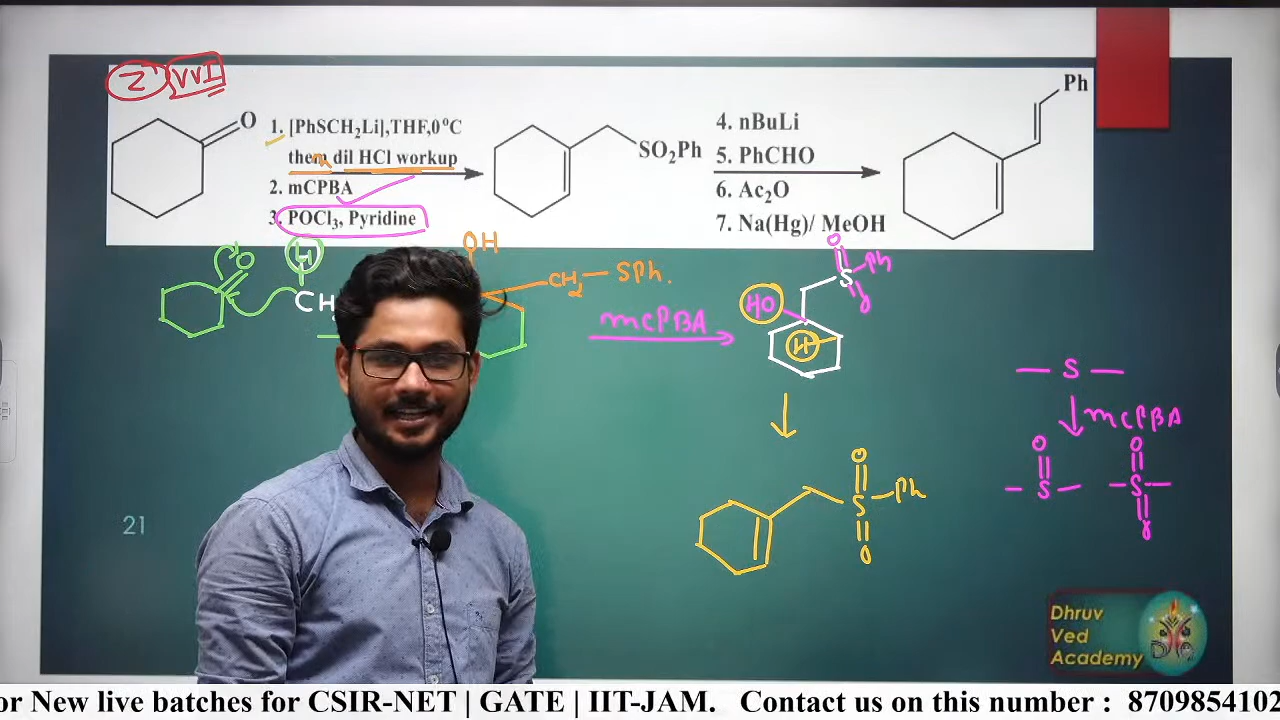 2 VVI
O
1. [PhSCH2Li],THF,0°C
them dil HCl workup
2. mCPBA
3. POCl3, Pyridine
SO2Ph
4. nBuLi
5. PhCHO
6. Ac2O
7. Na(Hg)/ MeOH
Ph
O
H
CH
OH
CH2—SPh.
mCPBA
HO
H
O
S Ph
O
S
mCPBA
O
S
O
S
O
O
S—Ph
O
21
Dhruv
Ved
Academy
or New live batches for CSIR-NET | GATE | IIT-JAM. Contact us on this number : 8709854102